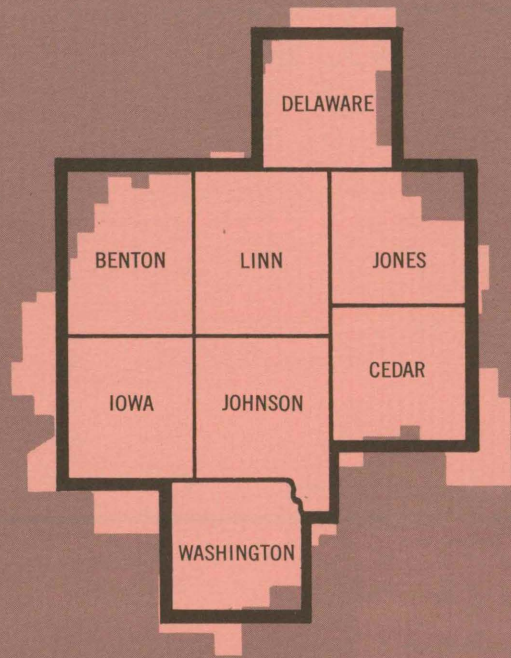 DELAWARE
BENTON
LINN
JONES
IOWA
JOHNSON
CEDAR
WASHINGTON